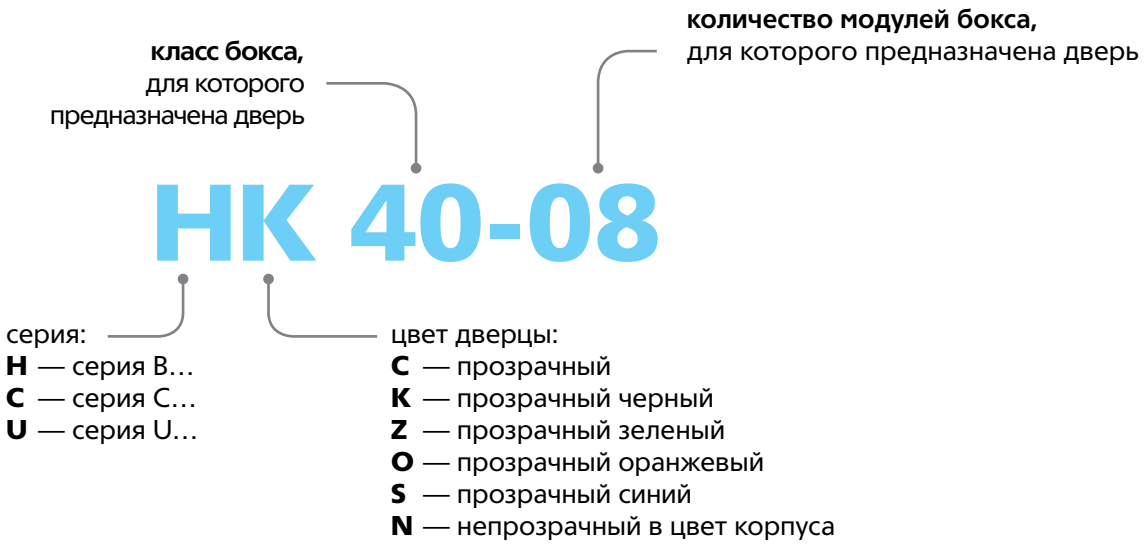 количество модулей бокса,
для которого предназначена дверь
класс бокса,
для которого
предназначена дверь
НК 40-08
серия:
H — серия B...
C — серия C...
U — серия U...
цвет дверцы:
C — прозрачный
K — прозрачный черный
Z — прозрачный зеленый
O — прозрачный оранжевый
S — прозрачный синий
N — непрозрачный в цвет корпуса